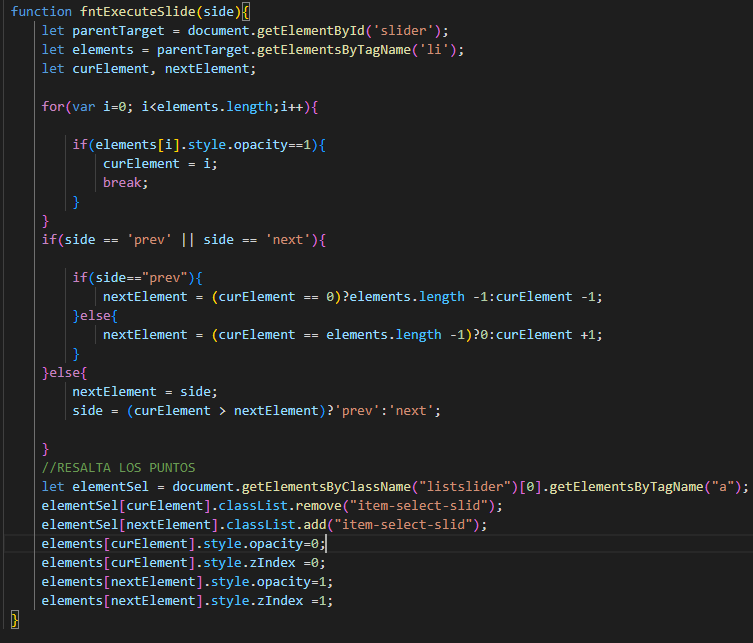 function fntExecuteSlide(side){
let parentTarget = document.getElementById('slider');
let elements = parentTarget.getElementsByTagName('li');
let curElement, nextElement;
for(var i=0; i<elements.length;i++){
if(elements[i].style.opacity==1){
curElement = i;
break;
}
}
if(side == 'prev' || side == 'next'){
if(side=="prev"){
nextElement = (curElement == 0)?elements.length -1:curElement -1;
}else{
nextElement = (curElement == elements.length -1)?0:curElement +1;
}
}else{
nextElement = side;
side = (curElement > nextElement)?'prev':'next';
}
//RESALTA LOS PUNTOS
let elementSel = document.getElementsByClassName("listslider")[0].getElementsByTagName("a");
elementSel[curElement].classList.remove("item-select-slid");
elementSel[nextElement].classList.add("item-select-slid");
elements[curElement].style.opacity=0;
elements[curElement].style.zIndex =0;
elements[nextElement].style.opacity=1;
elements[nextElement].style.zIndex =1;
}